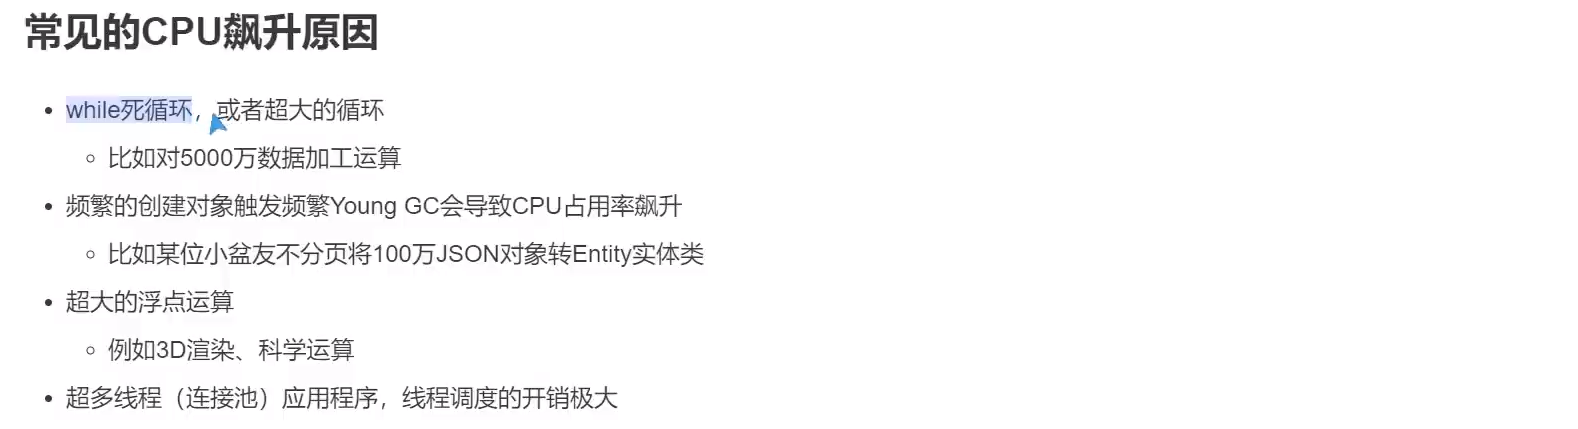 常见的CPU飙升原因
while死循环，或者超大的循环
比如对5000万数据加工运算
频繁的创建对象触发频繁Young GC会导致CPU占用率飙升
比如某位小盆友不分页将100万JSON对象转Entity实体类
超大的浮点运算
例如3D渲染、科学运算
超多线程（连接池）应用程序，线程调度的开销极大